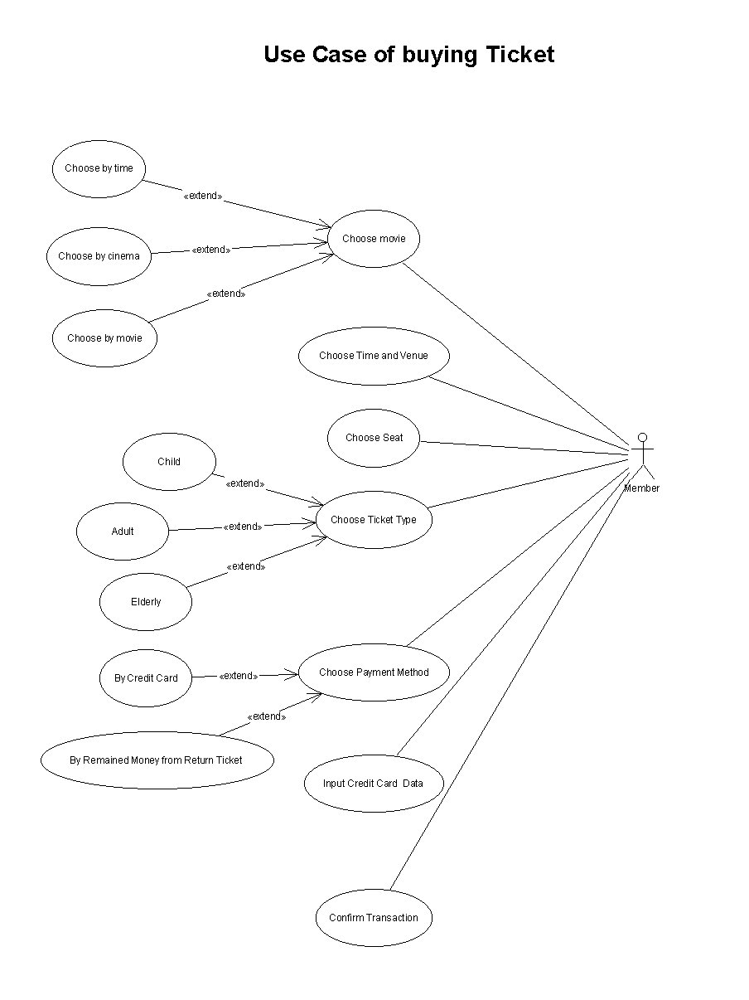 Use Case of buying Ticket
Choose by time
«extend»
Choose movie
Choose by cinema
«extend»
«extend»
Choose by movie
Choose Time and Venue
Choose Seat
Child
«extend»
Member
Adult
«extend»
Choose Ticket Type
«extend»
Elderly
By Credit Card
«extend»
Choose Payment Method
«extend»
By Remained Money from Return Ticket
Input Credit Card  Data
Confirm Transaction